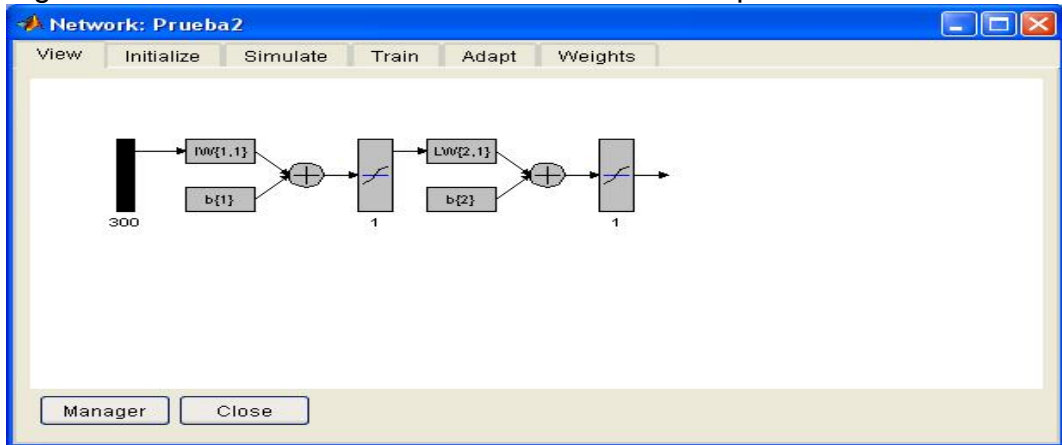 Network: Prueba2
View Initialize Simulate Train Adapt Weights
IW{1,1} LW{2,1}
b{1} b{2}
300 1 1
Manager Close